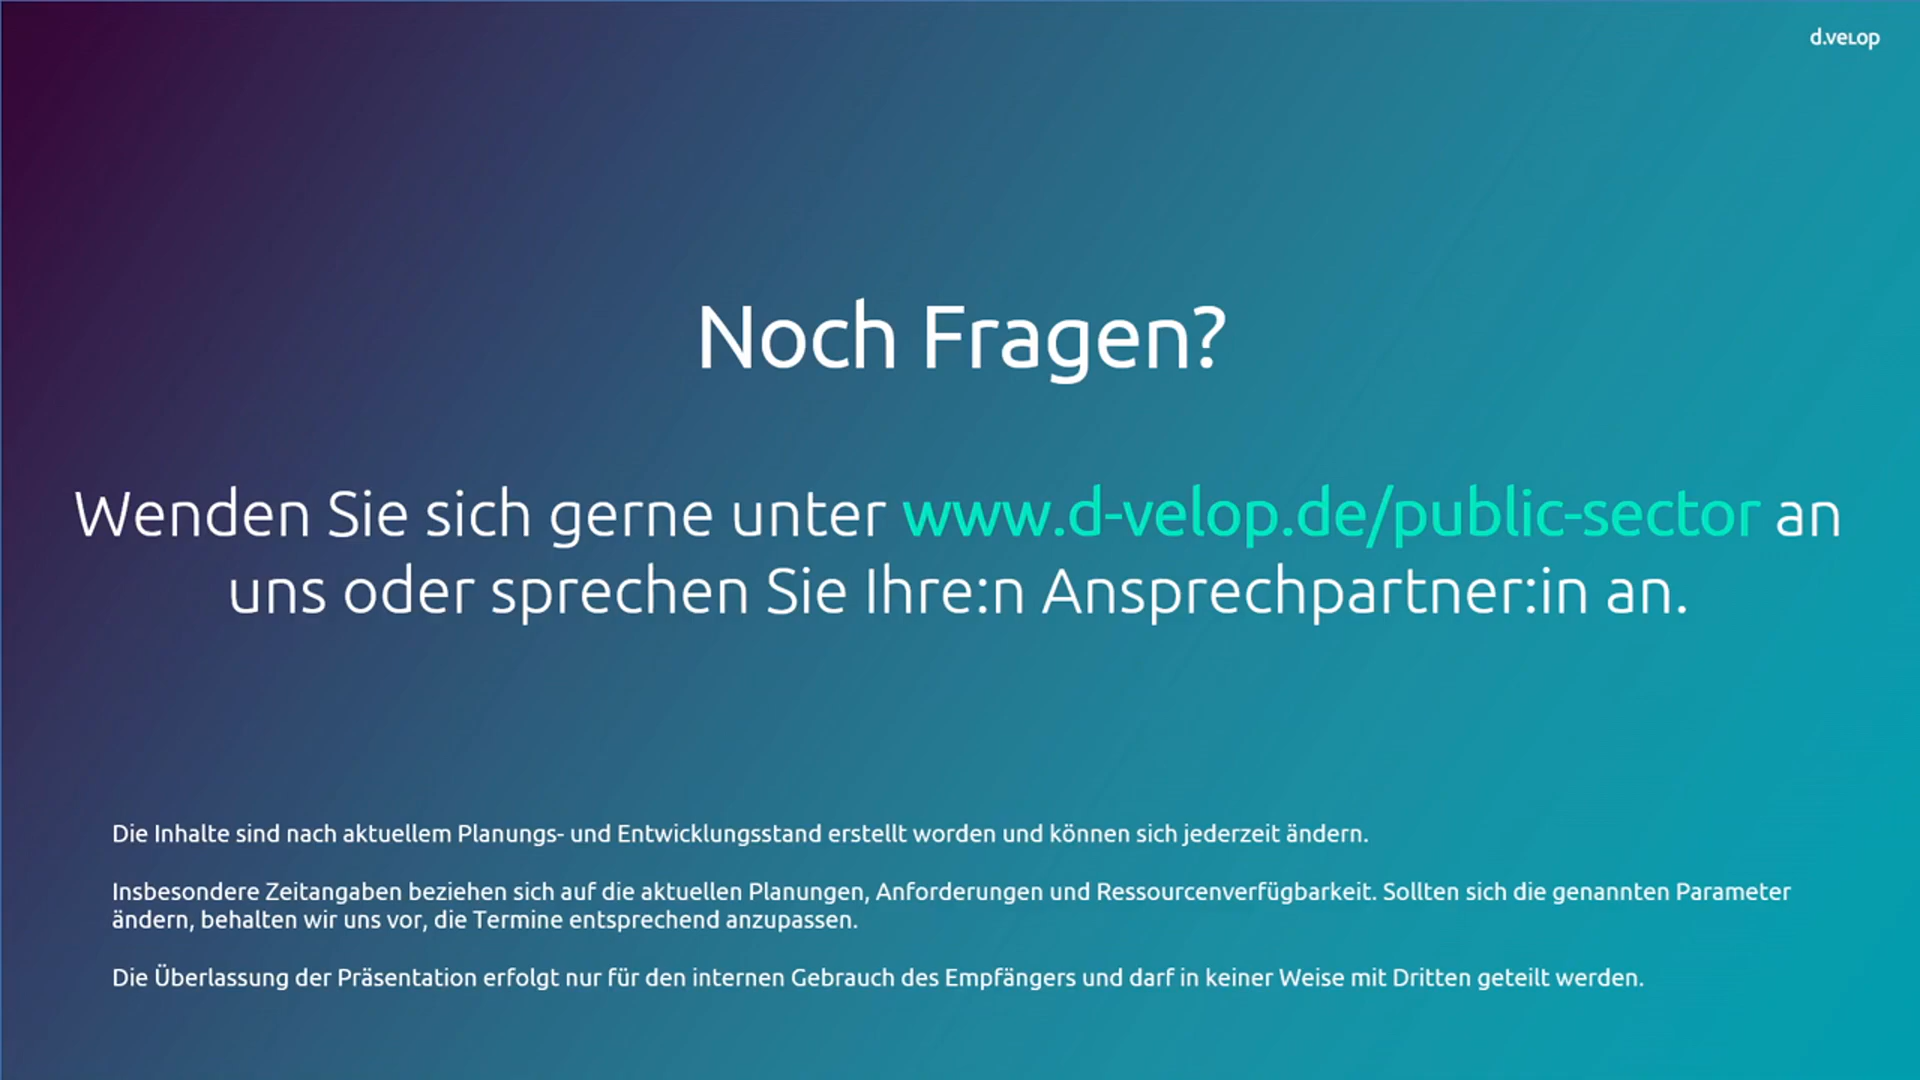 d.velop
Noch Fragen?
Wenden Sie sich gerne unter www.d-velop.de/public-sector an
uns oder sprechen Sie Ihre:n Ansprechpartner:in an.
Die Inhalte sind nach aktuellem Planungs- und Entwicklungsstand erstellt worden und können sich jederzeit ändern.
Insbesondere Zeitangaben beziehen sich auf die aktuellen Planungen, Anforderungen und Ressourcenverfügbarkeit. Sollten sich die genannten Parameter
ändern, behalten wir uns vor, die Termine entsprechend anzupassen.
Die Überlassung der Präsentation erfolgt nur für den internen Gebrauch des Empfängers und darf in keiner Weise mit Dritten geteilt werden.